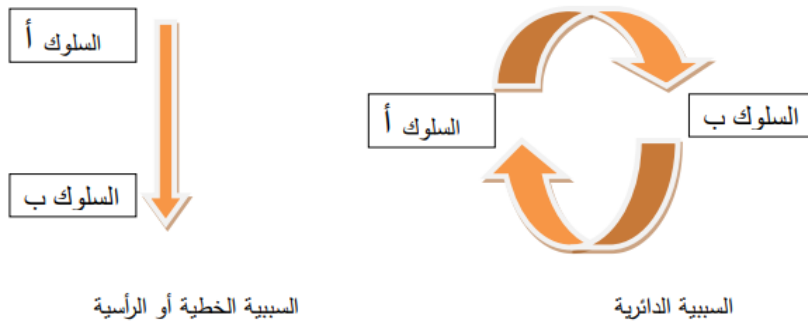 السلوك أ
السلوك ب
السببية الخطية أو الرأسية
السلوك أ
السلوك ب
السببية الدائرية